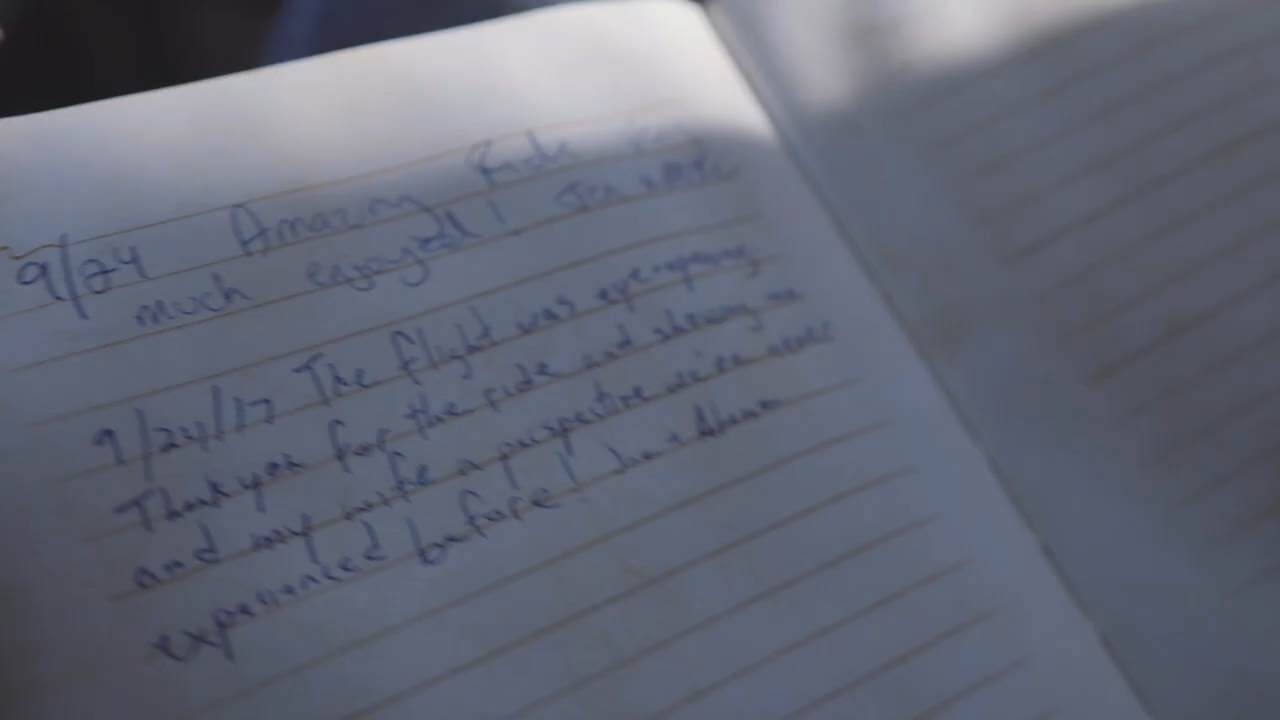 9/24 Amazing Ride
much enjoyed!
9/24/17 The flight was eye-opening.
Thank you for the ride and showing me
and my wife a perspective we've never
experienced before!